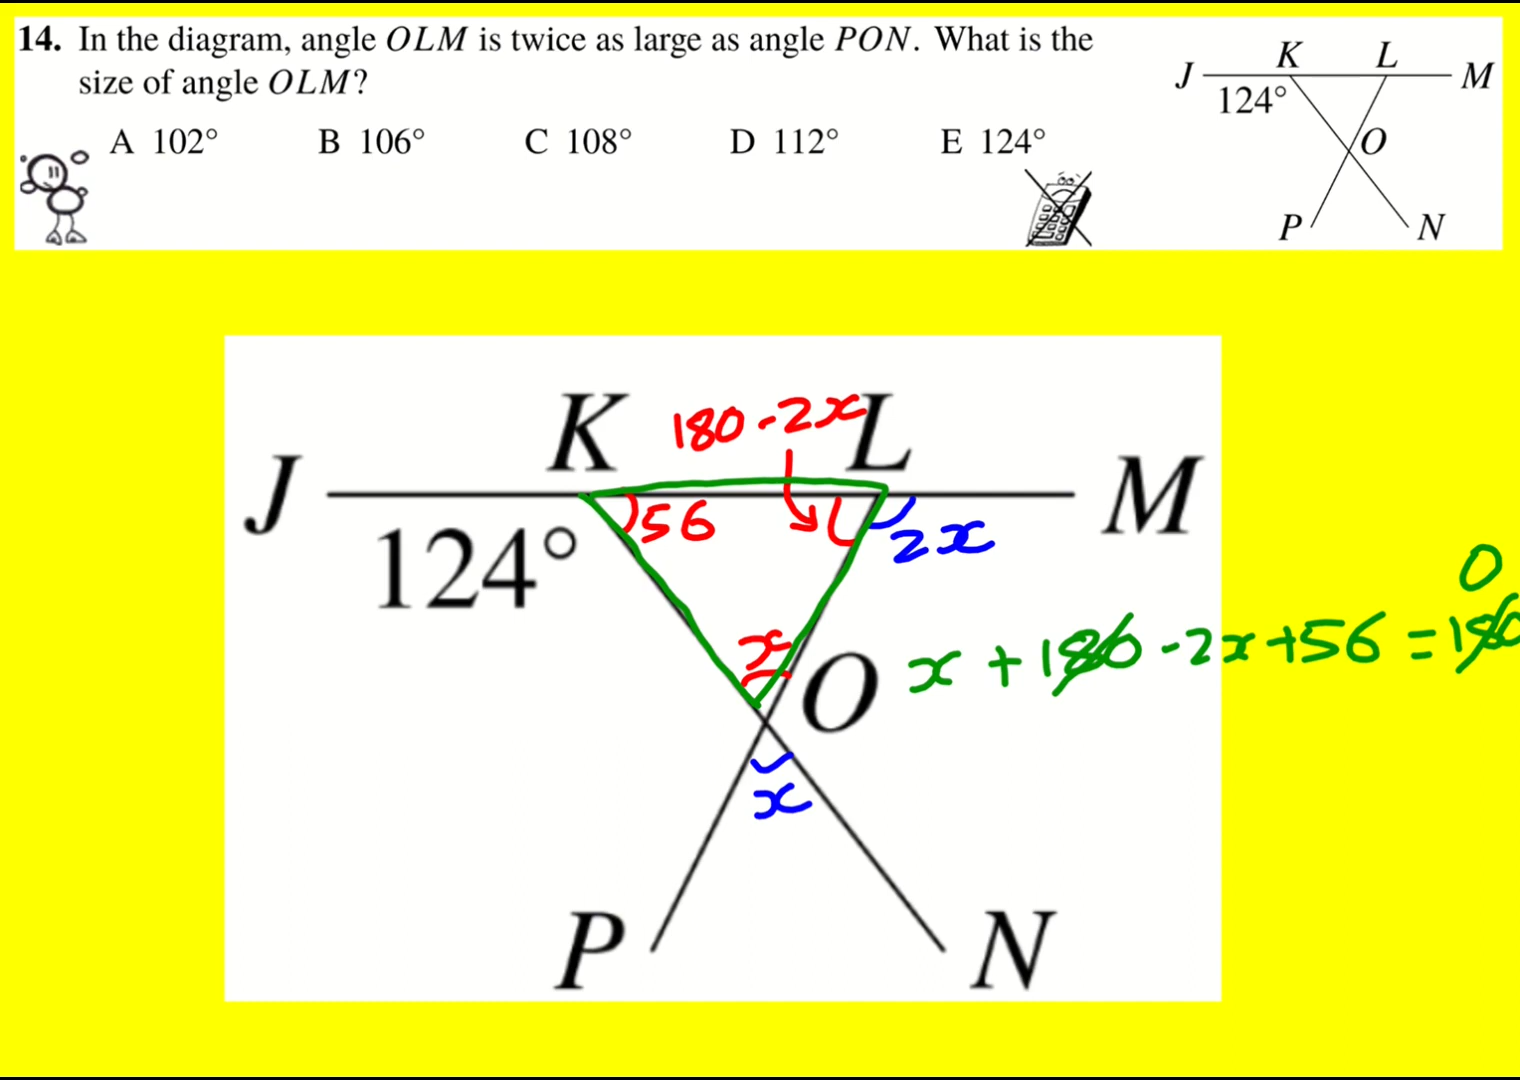 14. In the diagram, angle OLM is twice as large as angle PON. What is the
size of angle OLM?
A 102° B 106° C 108° D 112° E 124°
J K L M
124°
O
P N
K 180-2x L
J M
124° 56 2x
0
x O x + 180 - 2x + 56 = 180
x
P N